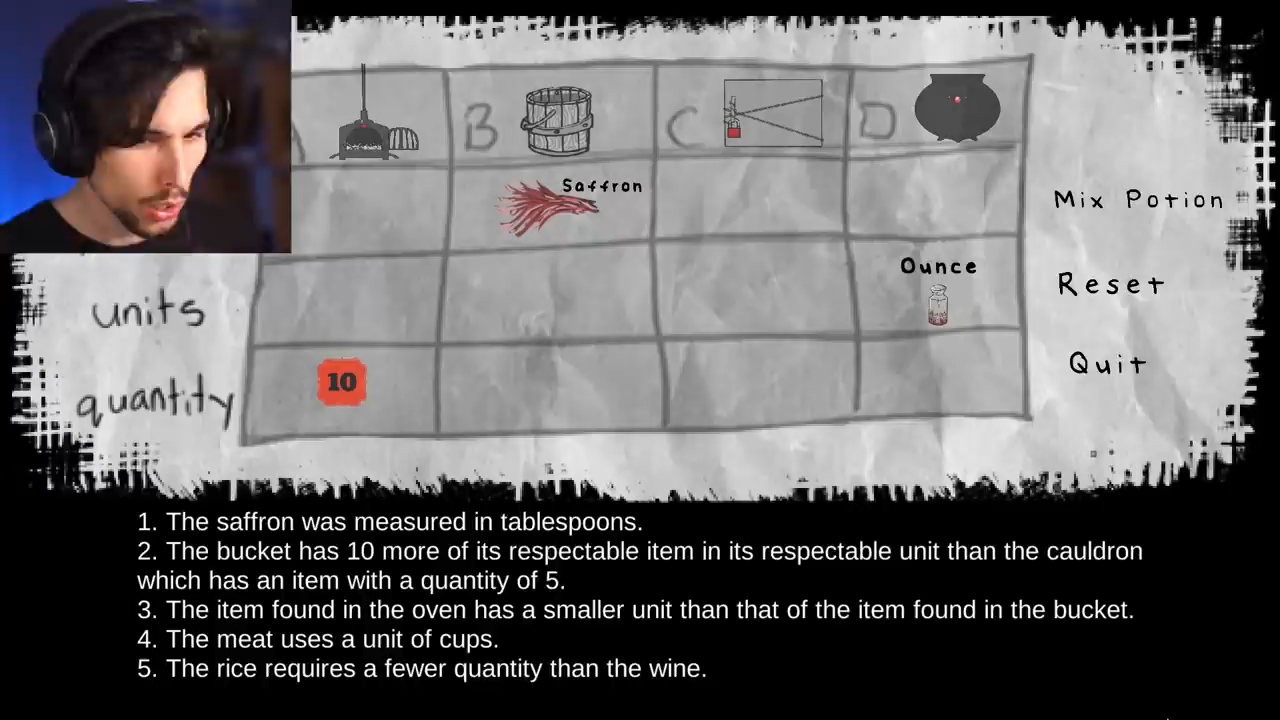 B
C
D
Saffron
Mix Potion
Ounce
units
Reset
10
quantity
Quit
1. The saffron was measured in tablespoons.
2. The bucket has 10 more of its respectable item in its respectable unit than the cauldron
which has an item with a quantity of 5.
3. The item found in the oven has a smaller unit than that of the item found in the bucket.
4. The meat uses a unit of cups.
5. The rice requires a fewer quantity than the wine.